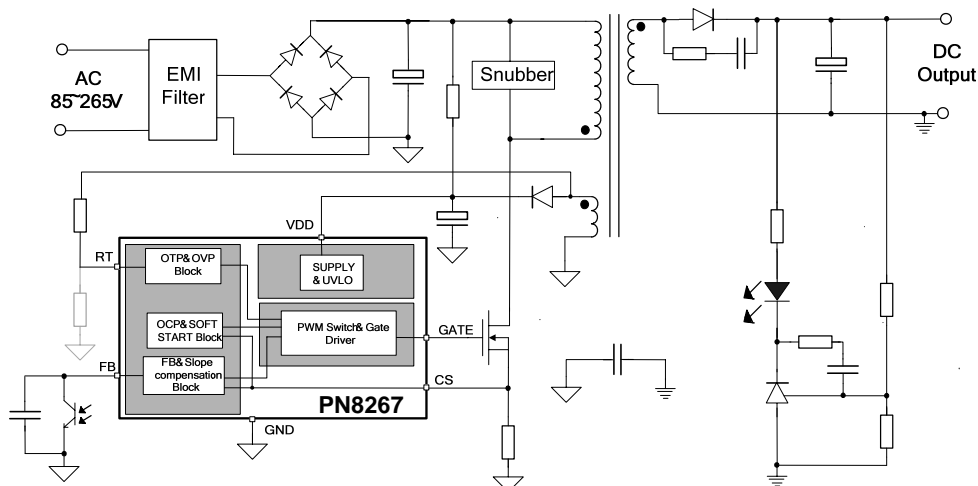 AC
85~265V
EMI
Filter
Snubber
DC
Output
VDD
RT
OTP& OVP
Block
SUPPLY
& UVLO
OCP& SOFT
START Block
PWM Switch& Gate
Driver
GATE
FB
FB& Slope
compensation
Block
CS
PN8267
GND